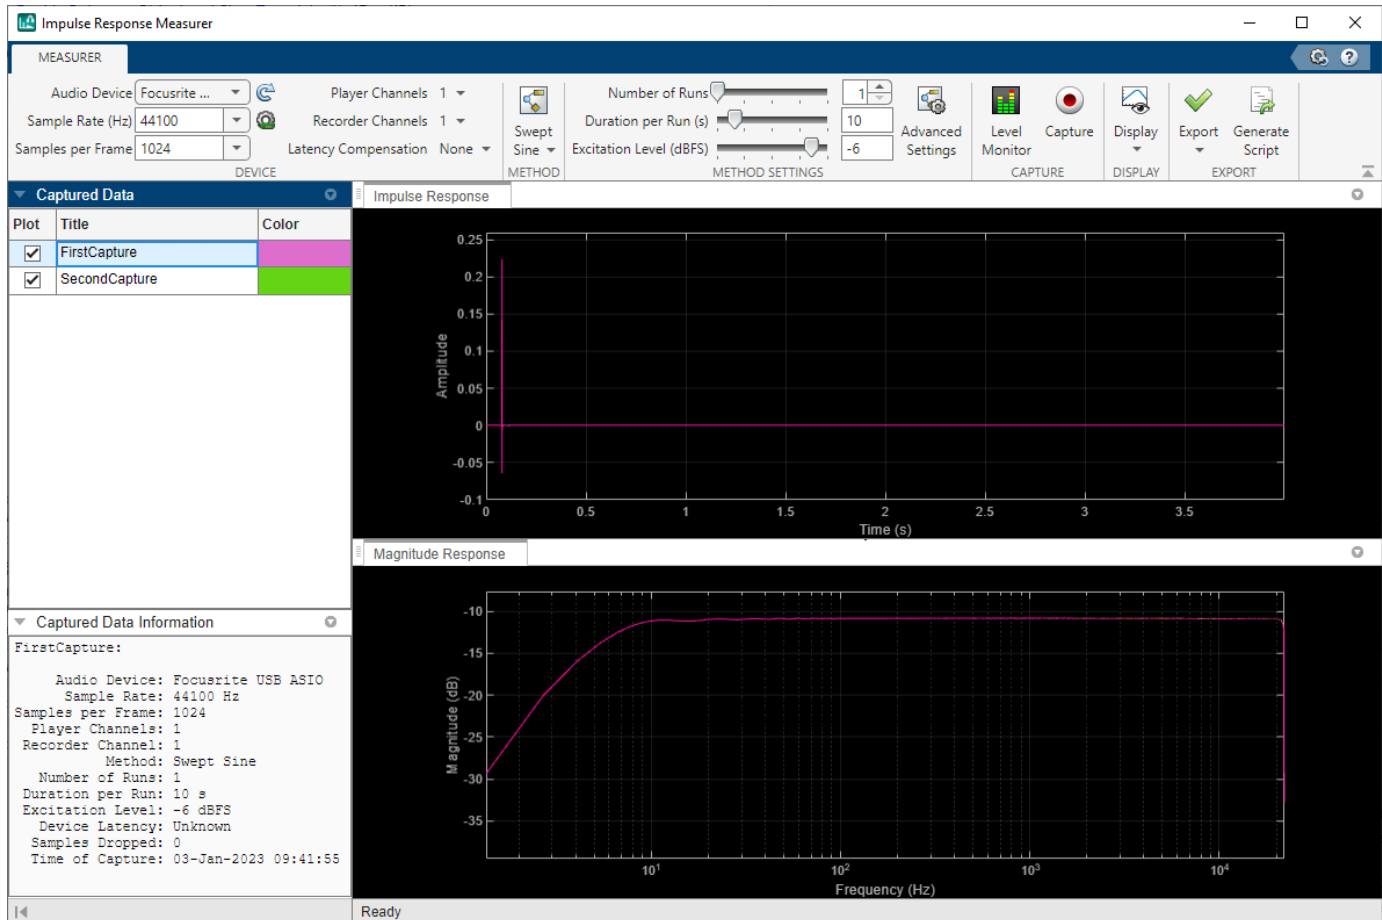 Impulse Response Measurer
MEASURER
Audio Device Focusrite ...
Sample Rate (Hz) 44100
Samples per Frame 1024
Player Channels 1
Recorder Channels 1
Latency Compensation None
DEVICE
Swept
Sine
METHOD
Number of Runs 1
Duration per Run (s) 10
Excitation Level (dBFS) -6
Advanced
Settings
METHOD SETTINGS
Level
Monitor
Capture
CAPTURE
Display
DISPLAY
Export
Generate
Script
EXPORT
Captured Data
Plot Title Color
FirstCapture
SecondCapture
Captured Data Information
FirstCapture:
Audio Device: Focusrite USB ASIO
Sample Rate: 44100 Hz
Samples per Frame: 1024
Player Channels: 1
Recorder Channel: 1
Method: Swept Sine
Number of Runs: 1
Duration per Run: 10 s
Excitation Level: -6 dBFS
Device Latency: Unknown
Samples Dropped: 0
Time of Capture: 03-Jan-2023 09:41:55
Impulse Response
0.25
0.2
0.15
0.1
0.05
0
-0.05
-0.1
Amplitude
0 0.5 1 1.5 2 2.5 3 3.5
Time (s)
Magnitude Response
-10
-15
-20
-25
-30
-35
Magnitude (dB)
10¹ 10² 10³ 10⁴
Frequency (Hz)
Ready